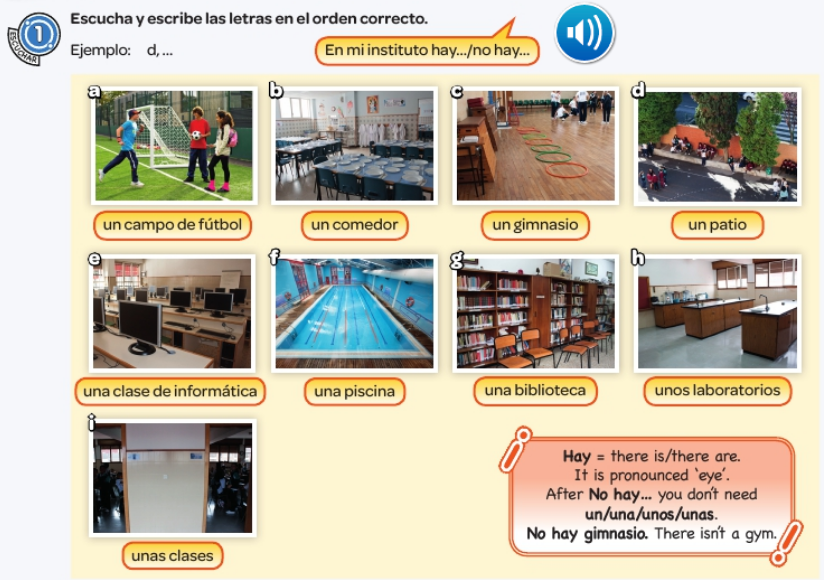 1
ESCUCHAR
Escucha y escribe las letras en el orden correcto.
Ejemplo: d, ...
En mi instituto hay.../no hay...
a
b
c
d
un campo de fútbol
un comedor
un gimnasio
un patio
e
f
g
h
una clase de informática
una piscina
una biblioteca
unos laboratorios
i
unas clases
Hay = there is/there are.
It is pronounced ‘eye’.
After No hay... you don't need
un/una/unos/unas.
No hay gimnasio. There isn't a gym.